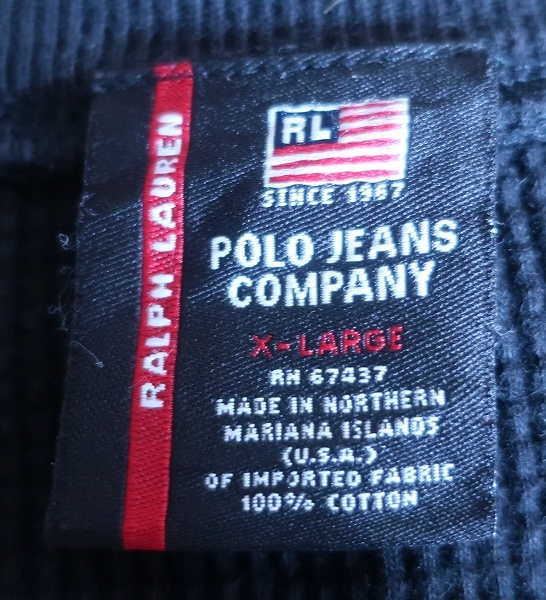 RALPH LAUREN
RL
SINCE 1967
POLO JEANS
COMPANY
X-LARGE
RN 67437
MADE IN NORTHERN
MARIANA ISLANDS
(U.S.A.)
OF IMPORTED FABRIC
100% COTTON